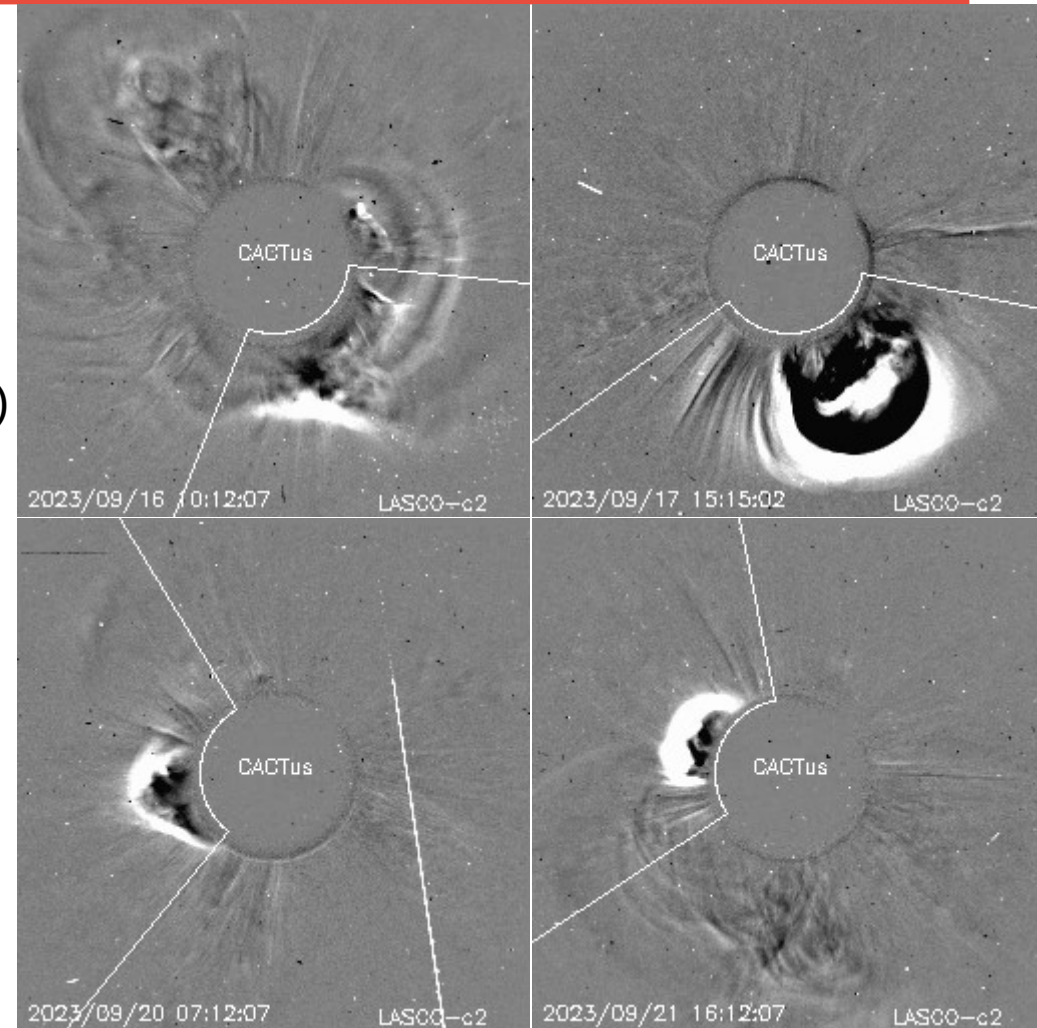 )
CACTus
2023/09/16 10:12:07 LASCO-c2
CACTus
2023/09/17 15:15:02 LASCO-c2
CACTus
2023/09/20 07:12:07 LASCO-c2
CACTus
2023/09/21 16:12:07 LASCO-c2